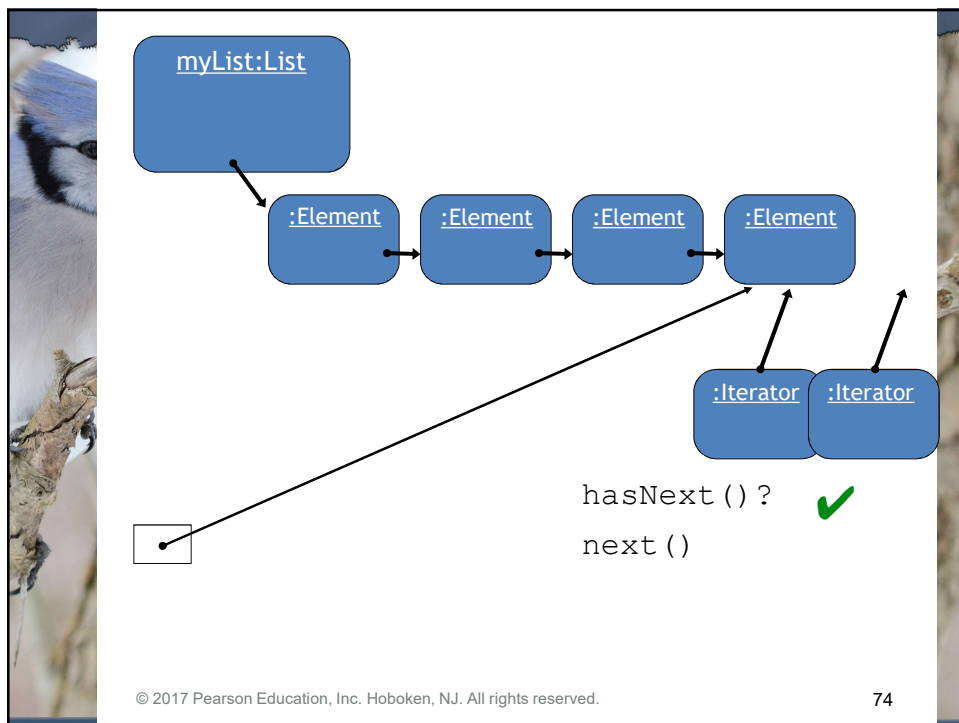 myList:List
:Element :Element :Element :Element
:Iterator :Iterator
hasNext()?
next()
© 2017 Pearson Education, Inc. Hoboken, NJ. All rights reserved. 74